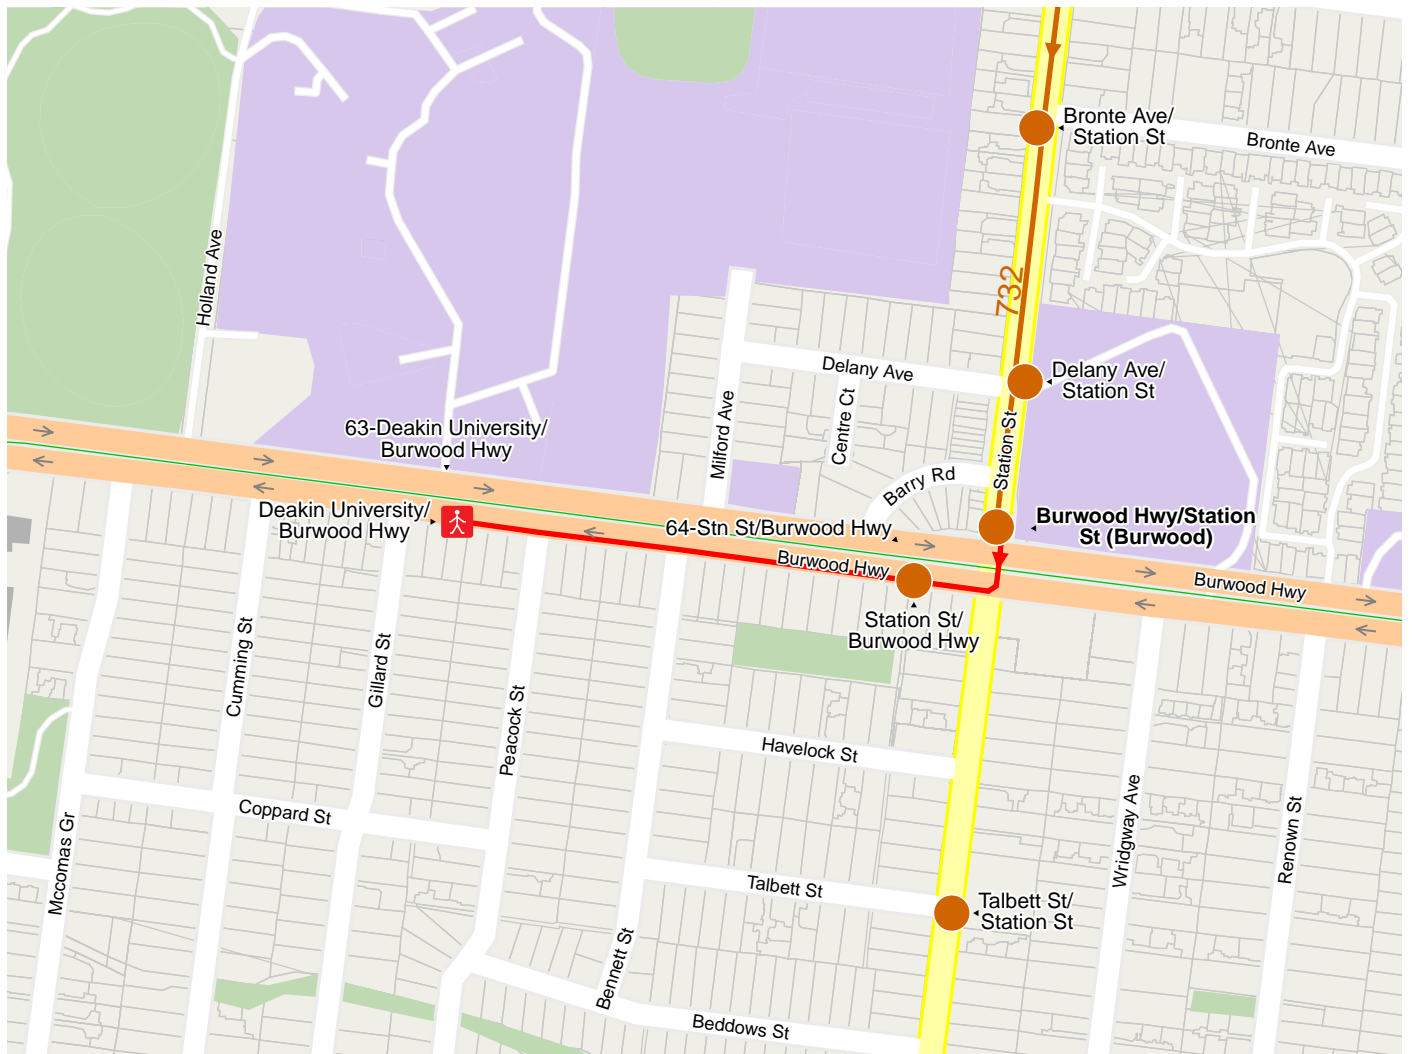 Bronte Ave/
Station St
Bronte Ave
Holland Ave
732
Delany Ave
Delany Ave/
Station St
Centre Ct
Milford Ave
Station St
63-Deakin University/
Burwood Hwy
Barry Rd
Deakin University/
Burwood Hwy
64-Stn St/Burwood Hwy
Burwood Hwy/Station
St (Burwood)
Burwood Hwy
Burwood Hwy
Station St/
Burwood Hwy
Cumming St
Gillard St
Peacock St
Havelock St
Coppard St
Mccomas Gr
Wridgway Ave
Renown St
Talbett St
Talbett St/
Station St
Bennett St
Beddows St